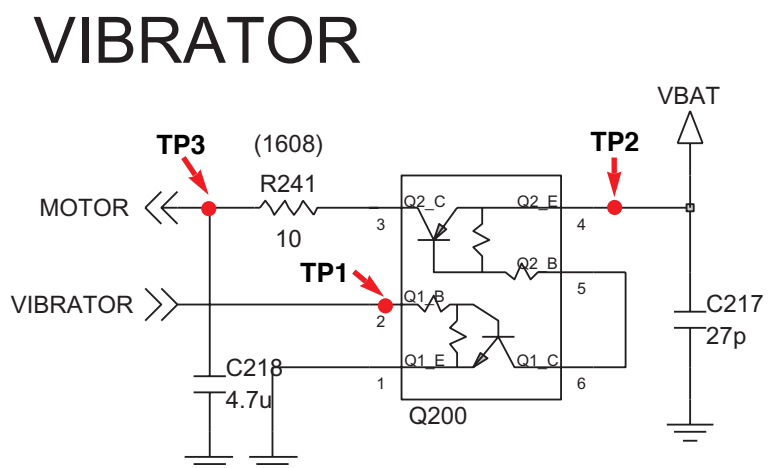 VIBRATOR
VBAT
TP3 (1608) TP2
R241
MOTOR Q2_C Q2_E
3 4
10
TP1 Q2_B
5
VIBRATOR Q1_B
2
C217
27p
C218 Q1_E Q1_C
1 6
4.7u
Q200